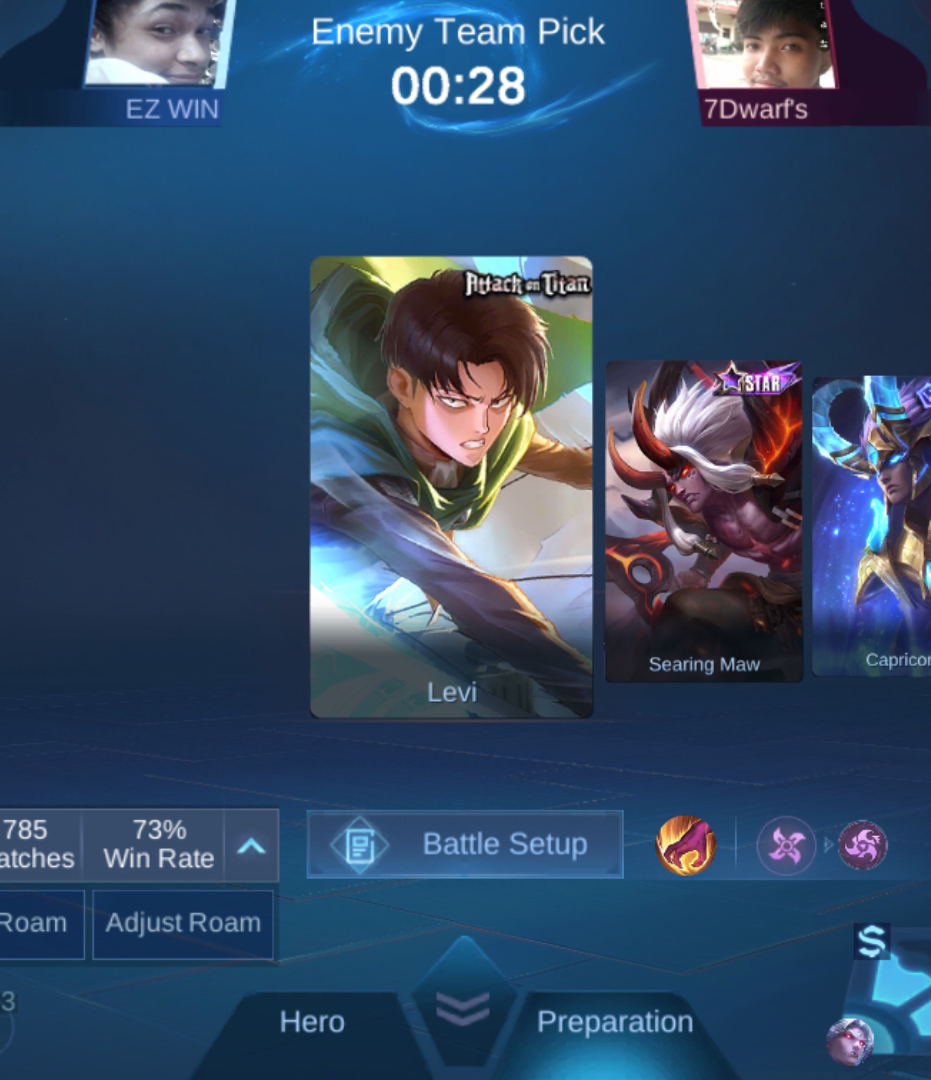 Enemy Team Pick
00:28
EZ WIN
7Dwarf's
Attack on Titan
STAR
Levi
Searing Maw
Capricor
785
73%
atches
Win Rate
Battle Setup
Roam
Adjust Roam
3
Hero
Preparation